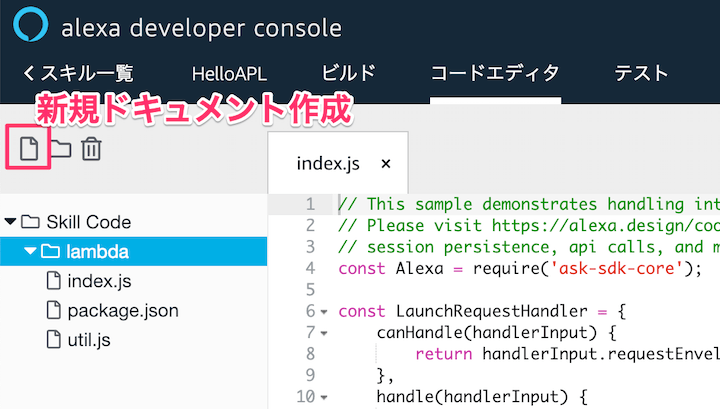 alexa developer console
スキル一覧 HelloAPL ビルド コードエディタ テスト
新規ドキュメント作成
index.js ×
Skill Code
lambda
index.js
package.json
util.js
1 // This sample demonstrates handling int
2 // Please visit https://alexa.design/coo
3 // session persistence, api calls, and m
4 const Alexa = require('ask-sdk-core');
5
6 const LaunchRequestHandler = {
7 canHandle(handlerInput) {
8 return handlerInput.requestEnvel
9 },
10 handle(handlerInput) {